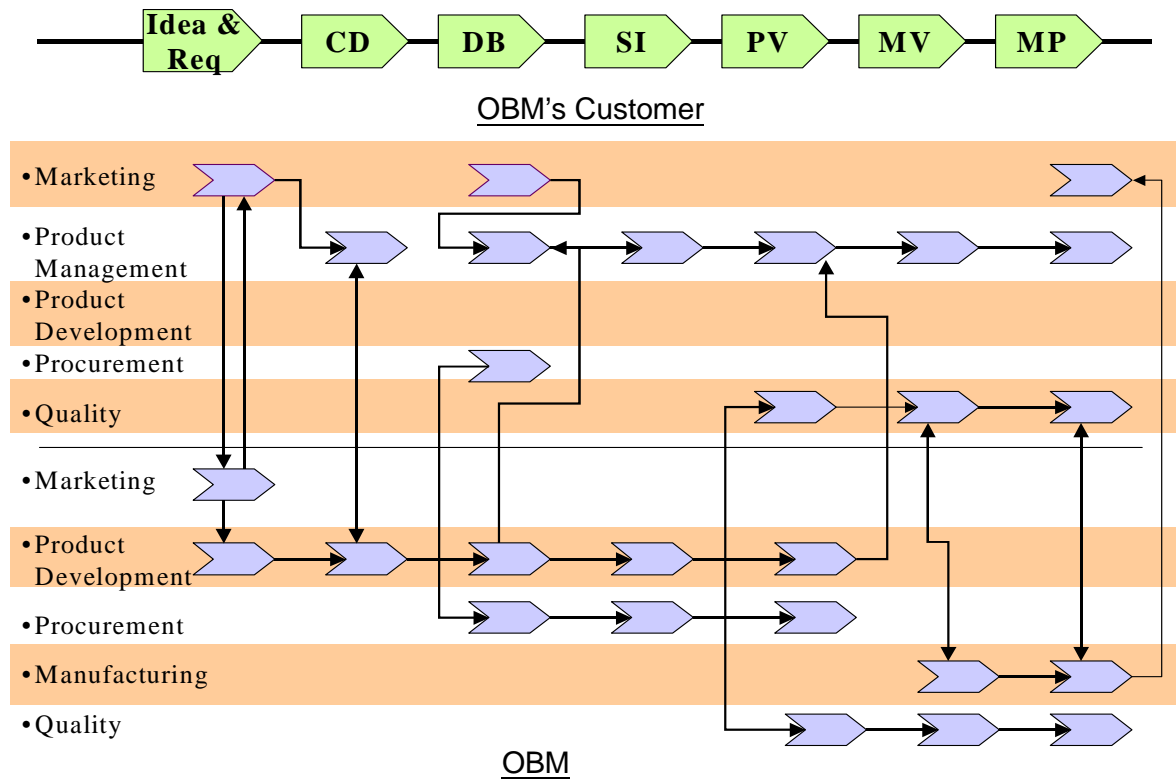 Idea &
Req
CD
DB
SI
PV
MV
MP
OBM's Customer
•Marketing
•Product
Management
•Product
Development
•Procurement
•Quality
•Marketing
•Product
Development
•Procurement
•Manufacturing
•Quality
OBM